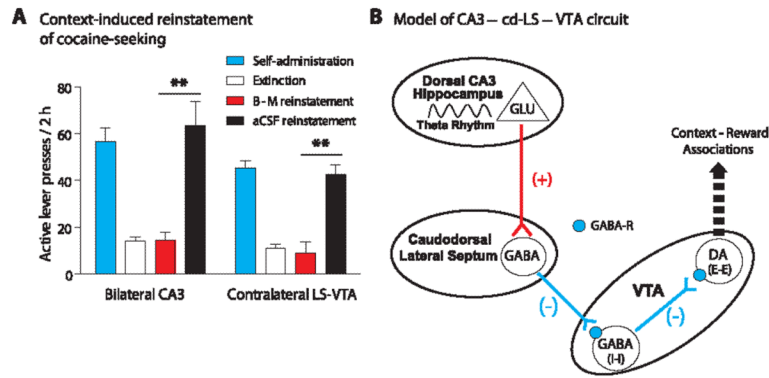 A Context-induced reinstatement
of cocaine-seeking
Self-administration
Extinction
B-M reinstatement
aCSF reinstatement
**
**
Active lever presses / 2 h
80
60
40
20
0
Bilateral CA3
Contralateral LS-VTA
B Model of CA3 – cd-LS – VTA circuit
Dorsal CA3
Hippocampus
Theta Rhythm
GLU
(+)
Caudodorsal
Lateral Septum
GABA
(-)
GABA-R
Context - Reward
Associations
VTA
DA
(E-E)
(-)
GABA
(I-I)